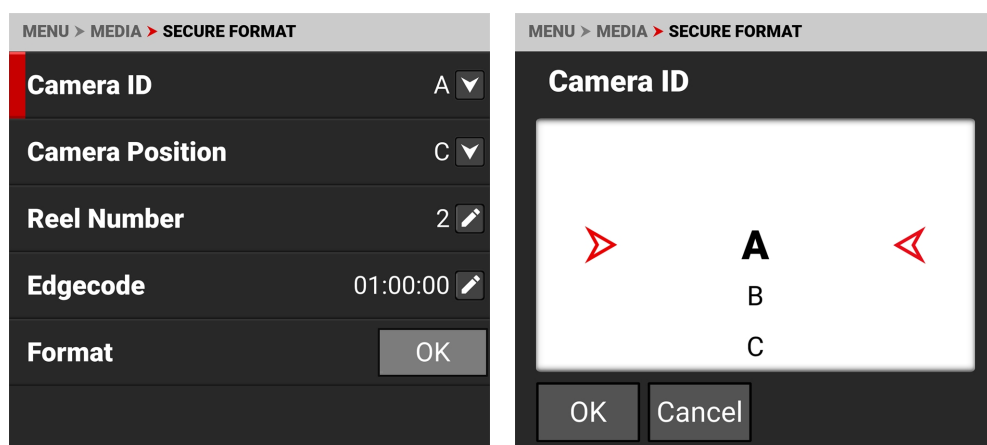 MENU > MEDIA > SECURE FORMAT
Camera ID A
Camera Position C
Reel Number 2
Edgecode 01:00:00
Format OK
MENU > MEDIA > SECURE FORMAT
Camera ID
A
B
C
OK Cancel